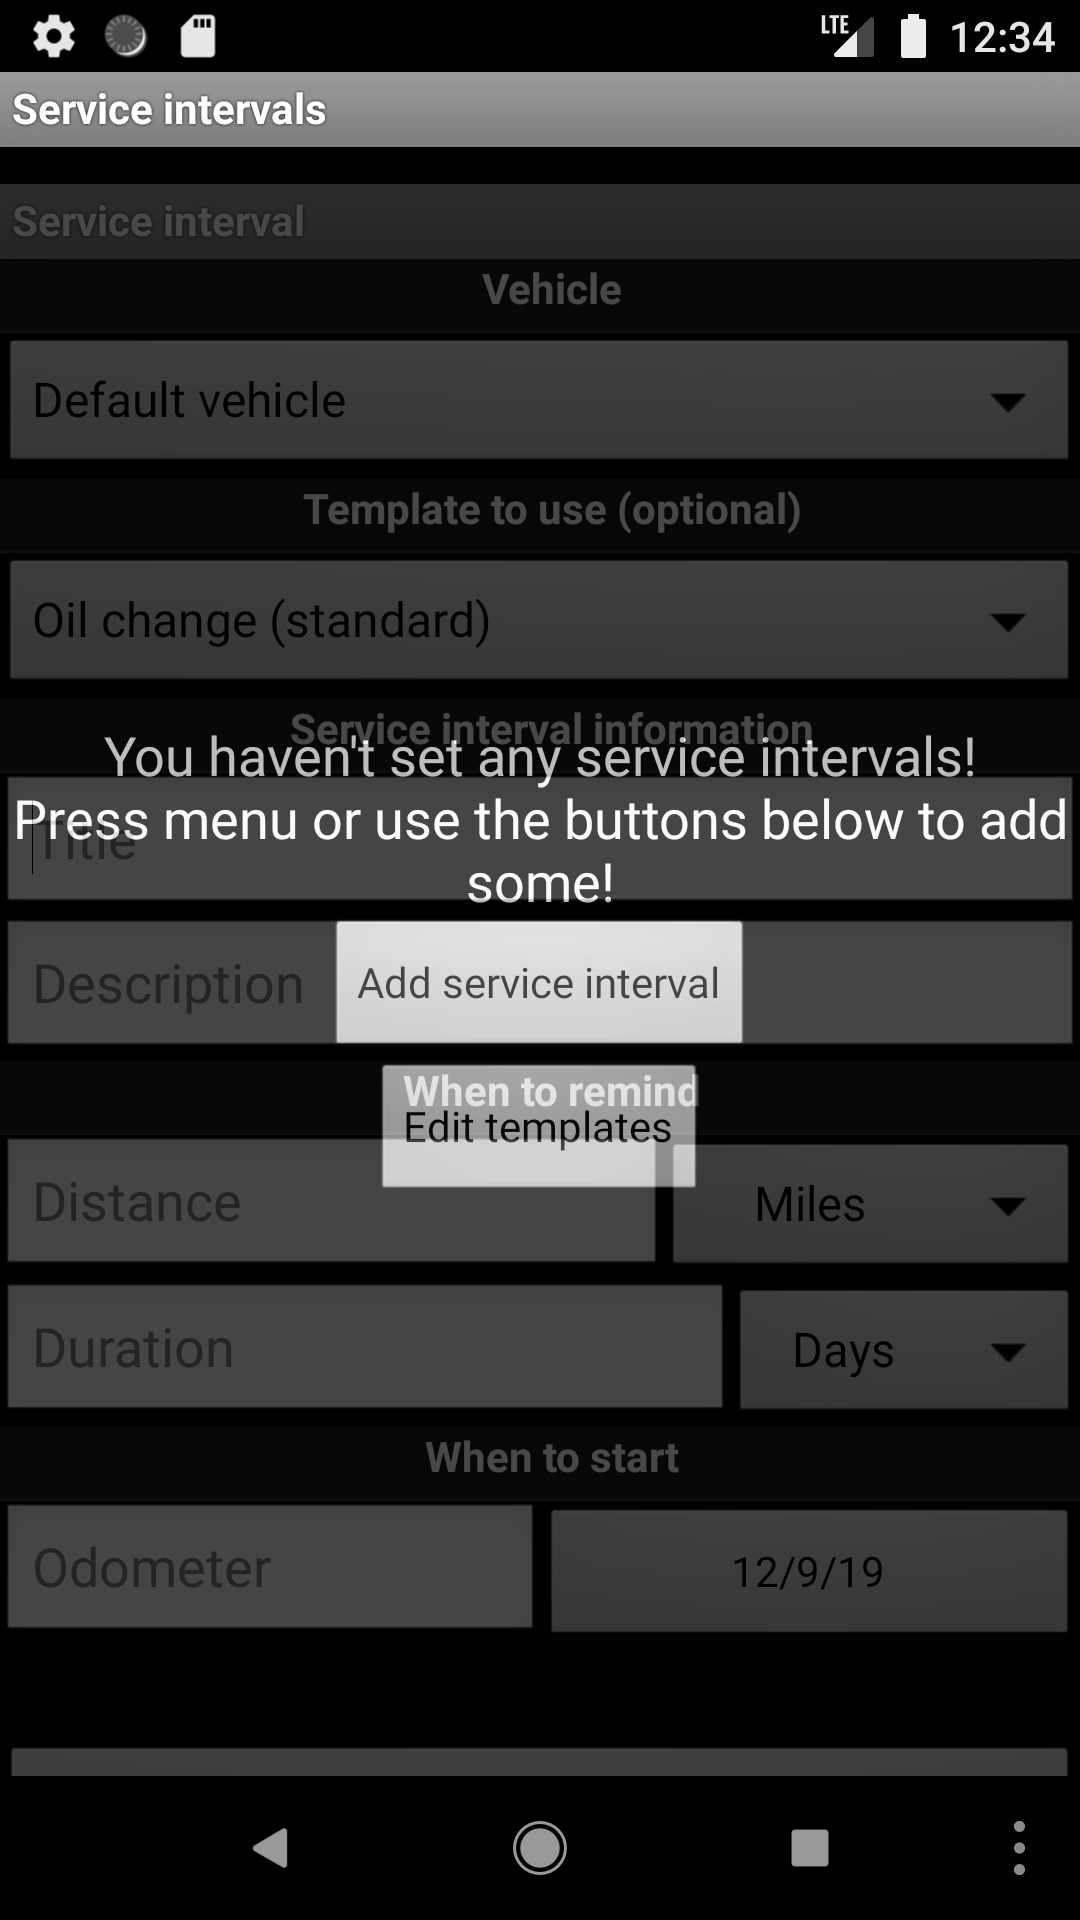 LTE 12:34
Service intervals
Service interval
Vehicle
Default vehicle
Template to use (optional)
Oil change (standard)
Service interval information
You haven't set any service intervals!
Press menu or use the buttons below to add
Title
some!
Description
Add service interval
When to remind
Edit templates
Distance
Miles
Duration
Days
When to start
Odometer
12/9/19